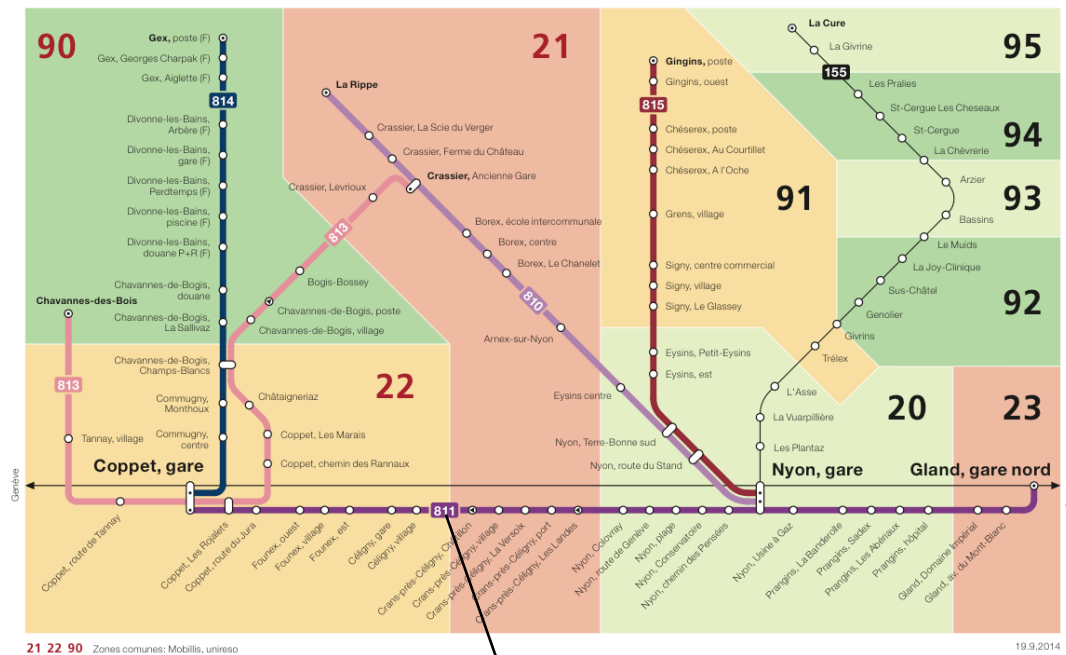 90
21
95
94
93
92
91
22
20
23
Gex, poste (F)
Gex, Georges Charpak (F)
Gex, Aiglette (F)
814
Divonne-les-Bains,
Arbère (F)
Divonne-les-Bains,
gare (F)
Divonne-les-Bains,
Perdtemps (F)
Divonne-les-Bains,
piscine (F)
Divonne-les-Bains,
douane P+R (F)
Chavannes-de-Bogis,
douane
Chavannes-de-Bogis,
La Sallivaz
Chavannes-de-Bogis,
Champs-Blancs
Commugny,
Monthoux
Commugny,
centre
Coppet, gare
Chavannes-des-Bois
813
Tannay, village
La Rippe
Crassier, La Scie du Verger
Crassier, Ferme du Château
Crassier, Ancienne Gare
Crassier, Levrioux
813
Bogis-Bossey
Chavannes-de-Bogis, poste
Chavannes-de-Bogis, village
Châtaigneriaz
Coppet, Les Marais
Coppet, chemin des Rannaux
Borex, école intercommunale
Borex, centre
Borex, Le Chanelet
810
Arnex-sur-Nyon
Eysins centre
Nyon, Terre-Bonne sud
Nyon, route du Stand
Gingins, poste
Gingins, ouest
815
Chéserex, poste
Chéserex, Au Courtillet
Chéserex, A l'Oche
Grens, village
Signy, centre commercial
Signy, village
Signy, Le Glassey
Eysins, Petit-Eysins
Eysins, est
La Cure
La Givrine
155
Les Pralies
St-Cergue Les Cheseaux
St-Cergue
La Chèvrerie
Arzier
Bassins
Le Muids
La Joy-Clinique
Sus-Châtel
Genolier
Givrins
Trélex
L'Asse
La Vuarpillière
Les Plantaz
Nyon, gare
Gland, gare nord
Genève
811
Coppet, route de Tannay
Coppet, Les Rojalets
Coppet, route du Jura
Founex, ouest
Founex, village
Founex, est
Céligny, gare
Céligny, village
Crans-près-Céligny, Châtillon
Crans-près-Céligny, village
Crans-près-Céligny, La Versoix
Crans-près-Céligny, port
Crans-près-Céligny, Les Landes
Nyon, Colovray
Nyon, route de Genève
Nyon, plage
Nyon, Conservatoire
Nyon, chemin des Pensées
Nyon, Usine à Gaz
Prangins, La Banderolle
Prangins, Sadex
Prangins, Les Abériaux
Prangins, hôpital
Gland, Domaine Impérial
Gland, av. du Mont-Blanc
21 22 90 Zones comunes: Mobilis, unireso
19.9.2014